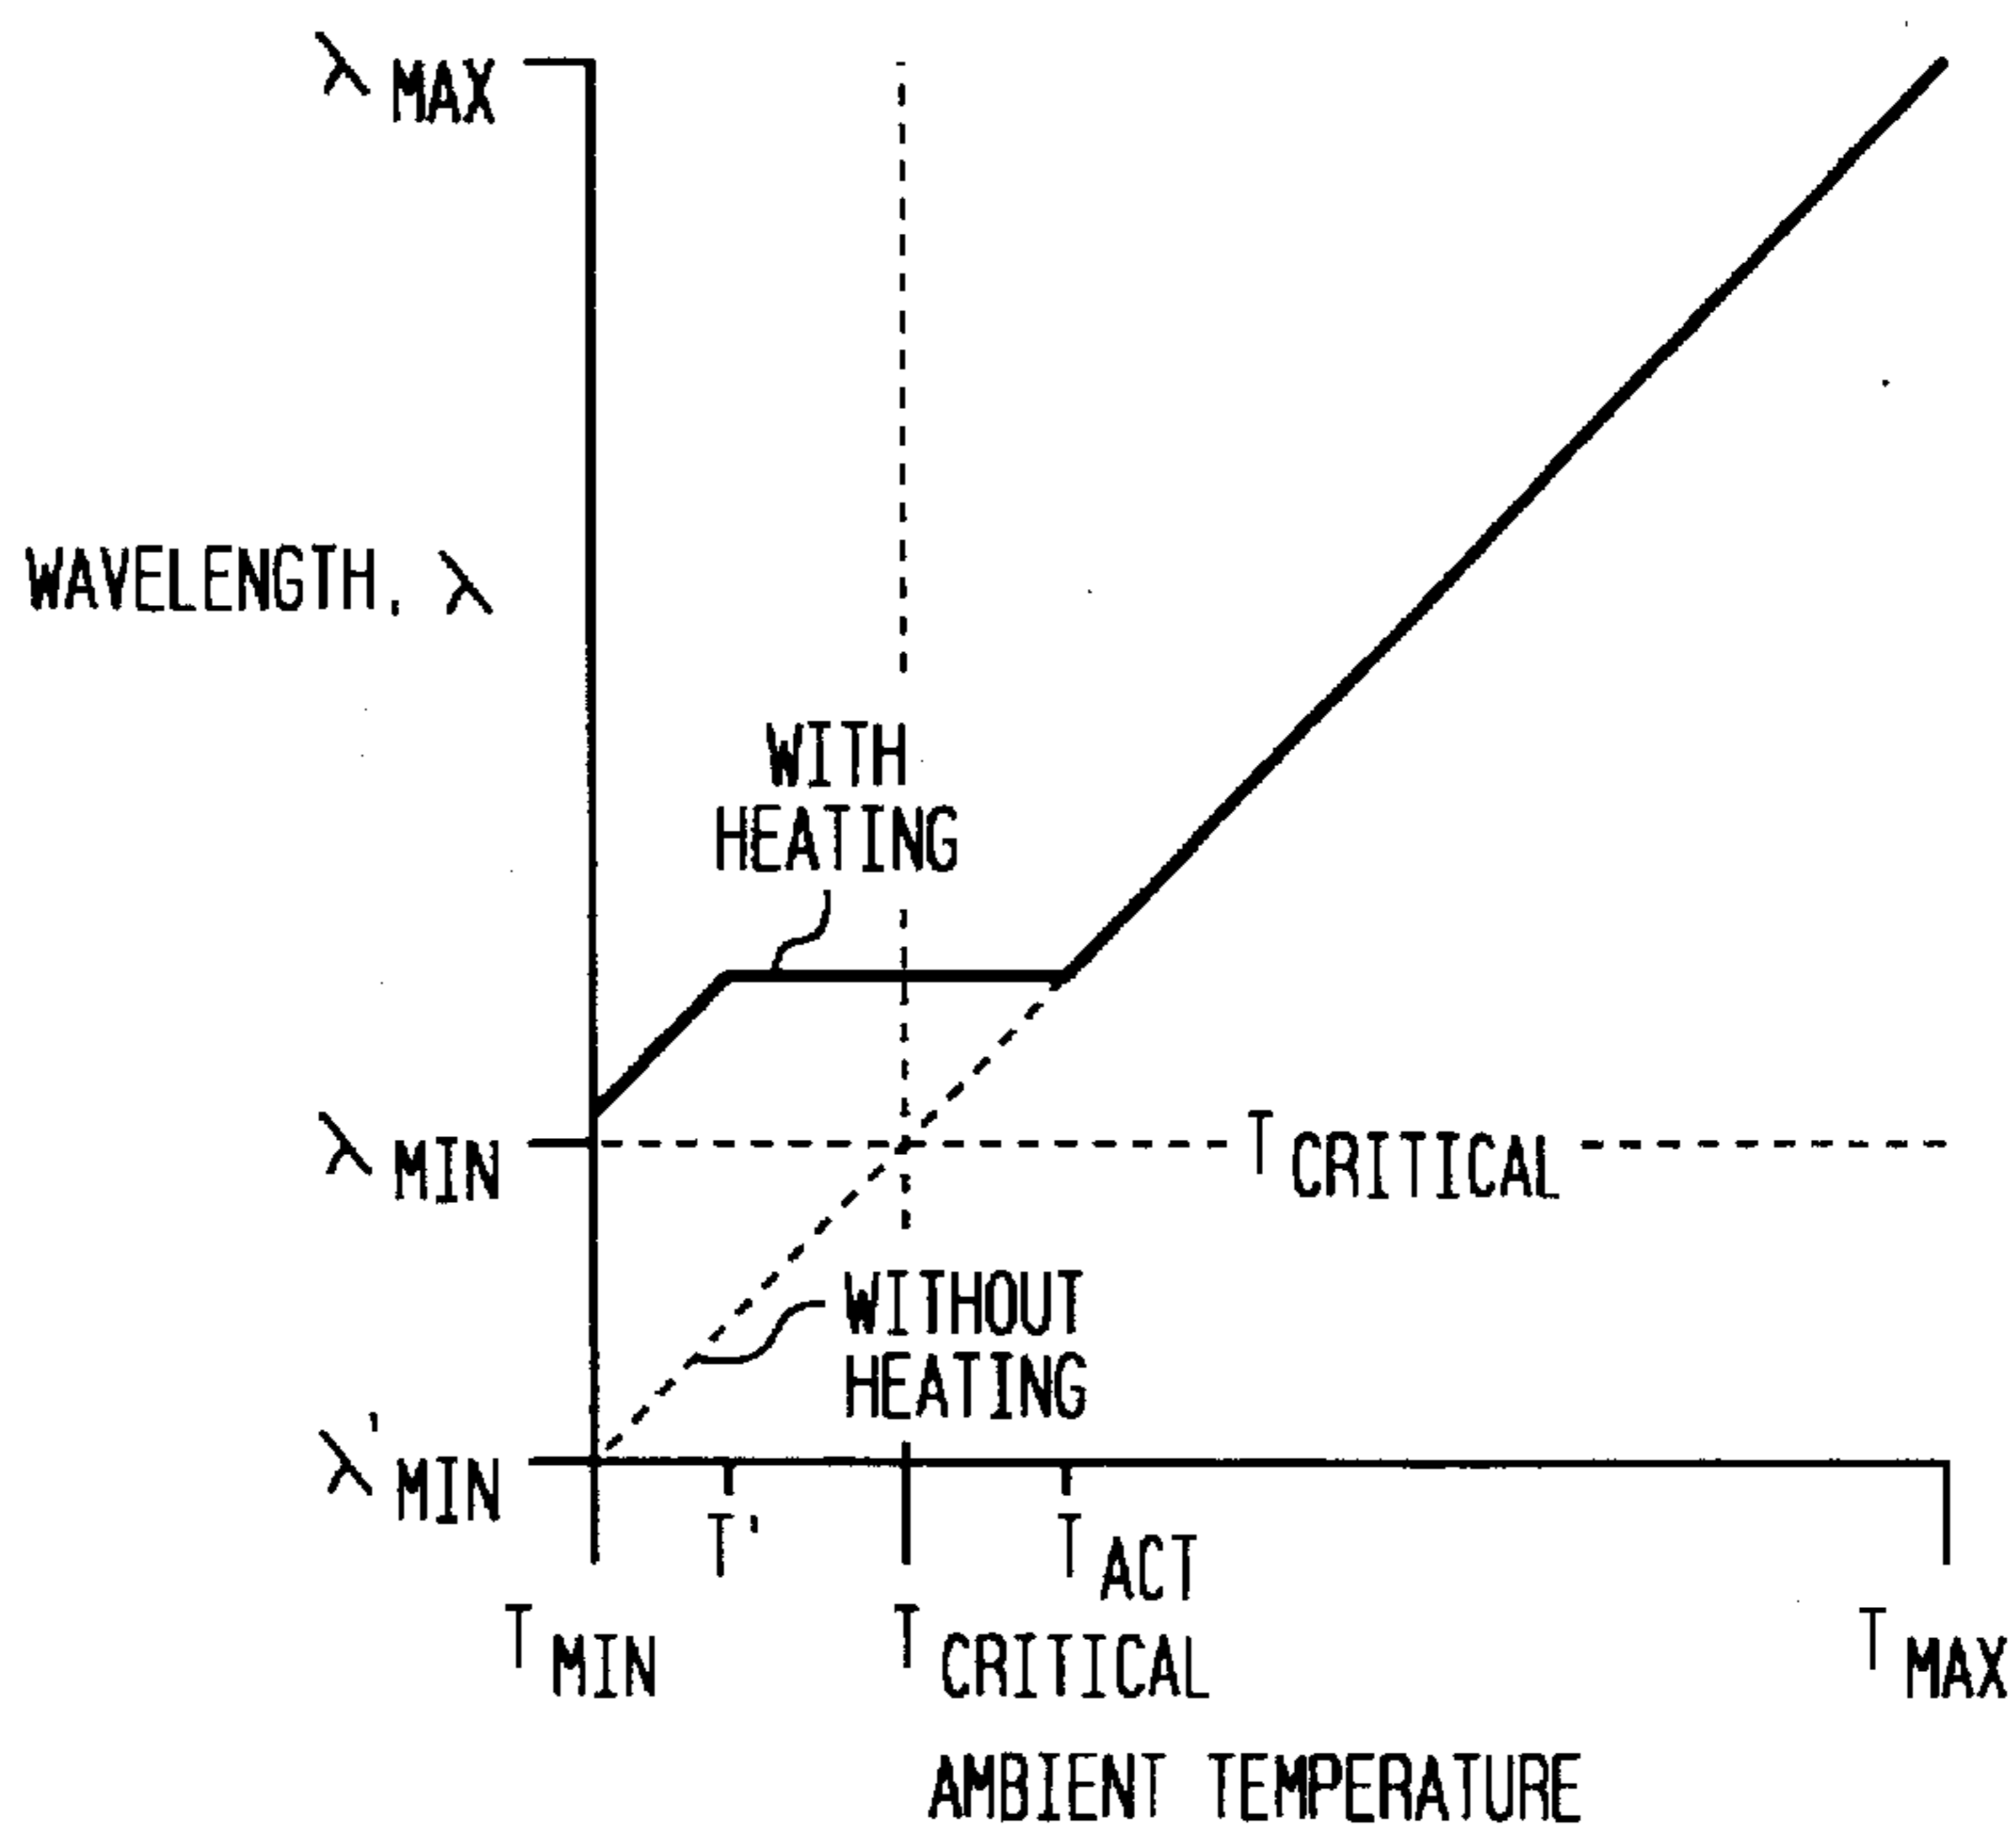 λ MAX
WAVELENGTH, λ
WITH
HEATING
λ MIN
T CRITICAL
WITHOUT
HEATING
λ' MIN
T'
T ACT
T MIN
T CRITICAL
T MAX
AMBIENT TEMPERATURE